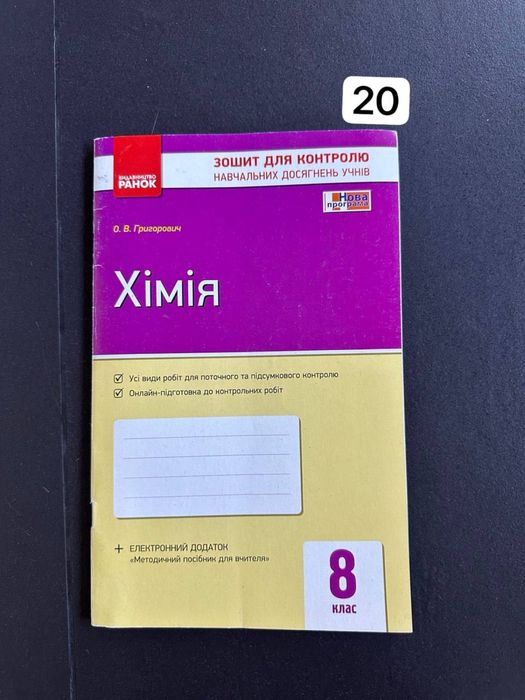 20
ЗОШИТ ДЛЯ КОНТРОЛЮ
НАВЧАЛЬНИХ ДОСЯГНЕНЬ УЧНІВ
ВИДАВНИЦТВО
РАНОК
Нова
програма
О. В. Григорович
Хімія
Усі види робіт для поточного та підсумкового контролю
Онлайн-підготовка до контрольних робіт
+ ЕЛЕКТРОННИЙ ДОДАТОК
«Методичний посібник для вчителя»
8
клас